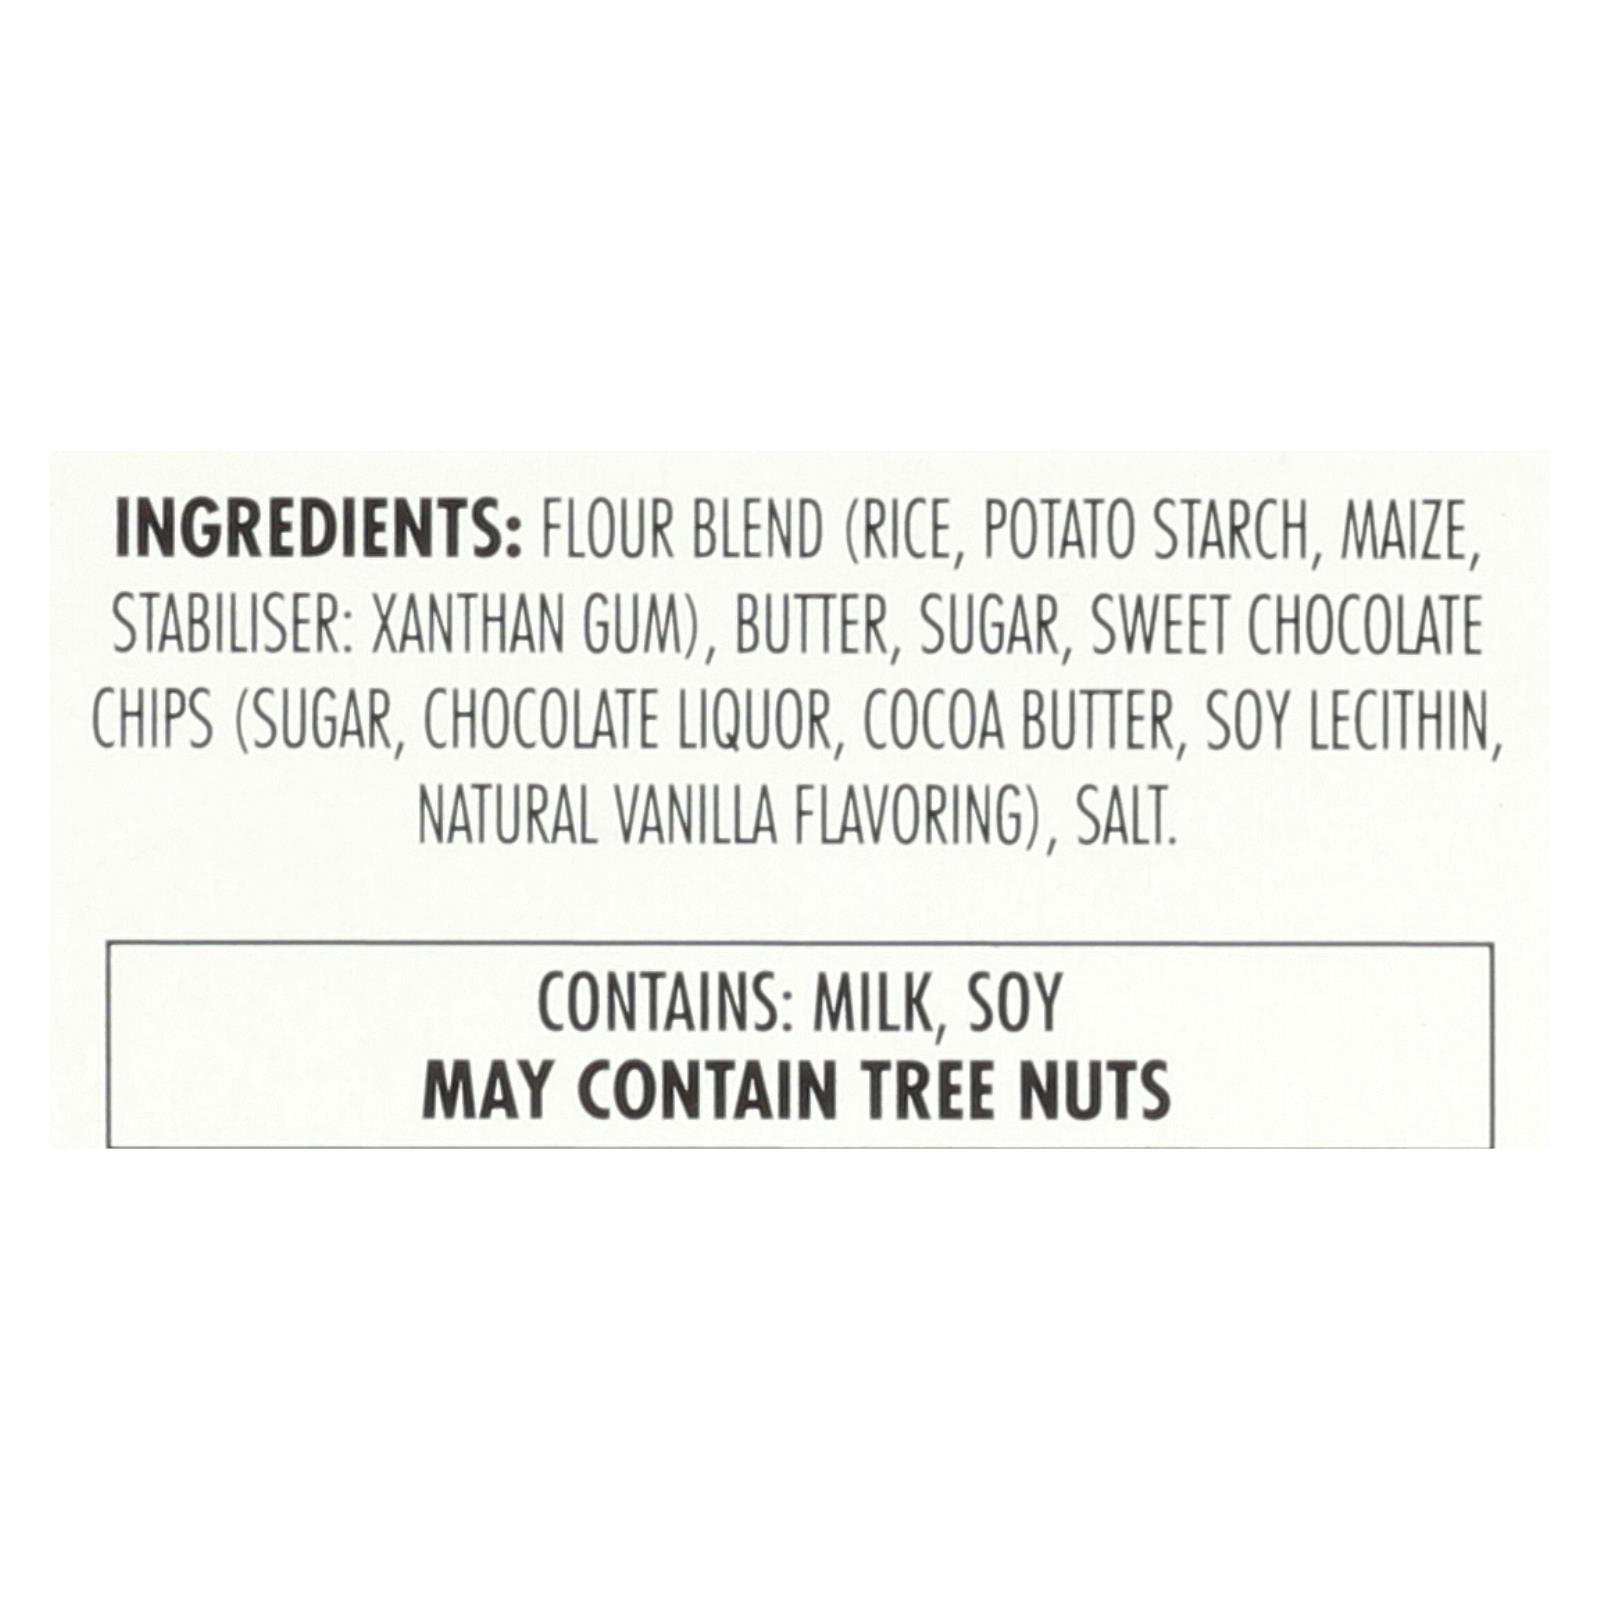 INGREDIENTS: FLOUR BLEND (RICE, POTATO STARCH, MAIZE,
STABILISER: XANTHAN GUM), BUTTER, SUGAR, SWEET CHOCOLATE
CHIPS (SUGAR, CHOCOLATE LIQUOR, COCOA BUTTER, SOY LECITHIN,
NATURAL VANILLA FLAVORING), SALT.
CONTAINS: MILK, SOY
MAY CONTAIN TREE NUTS